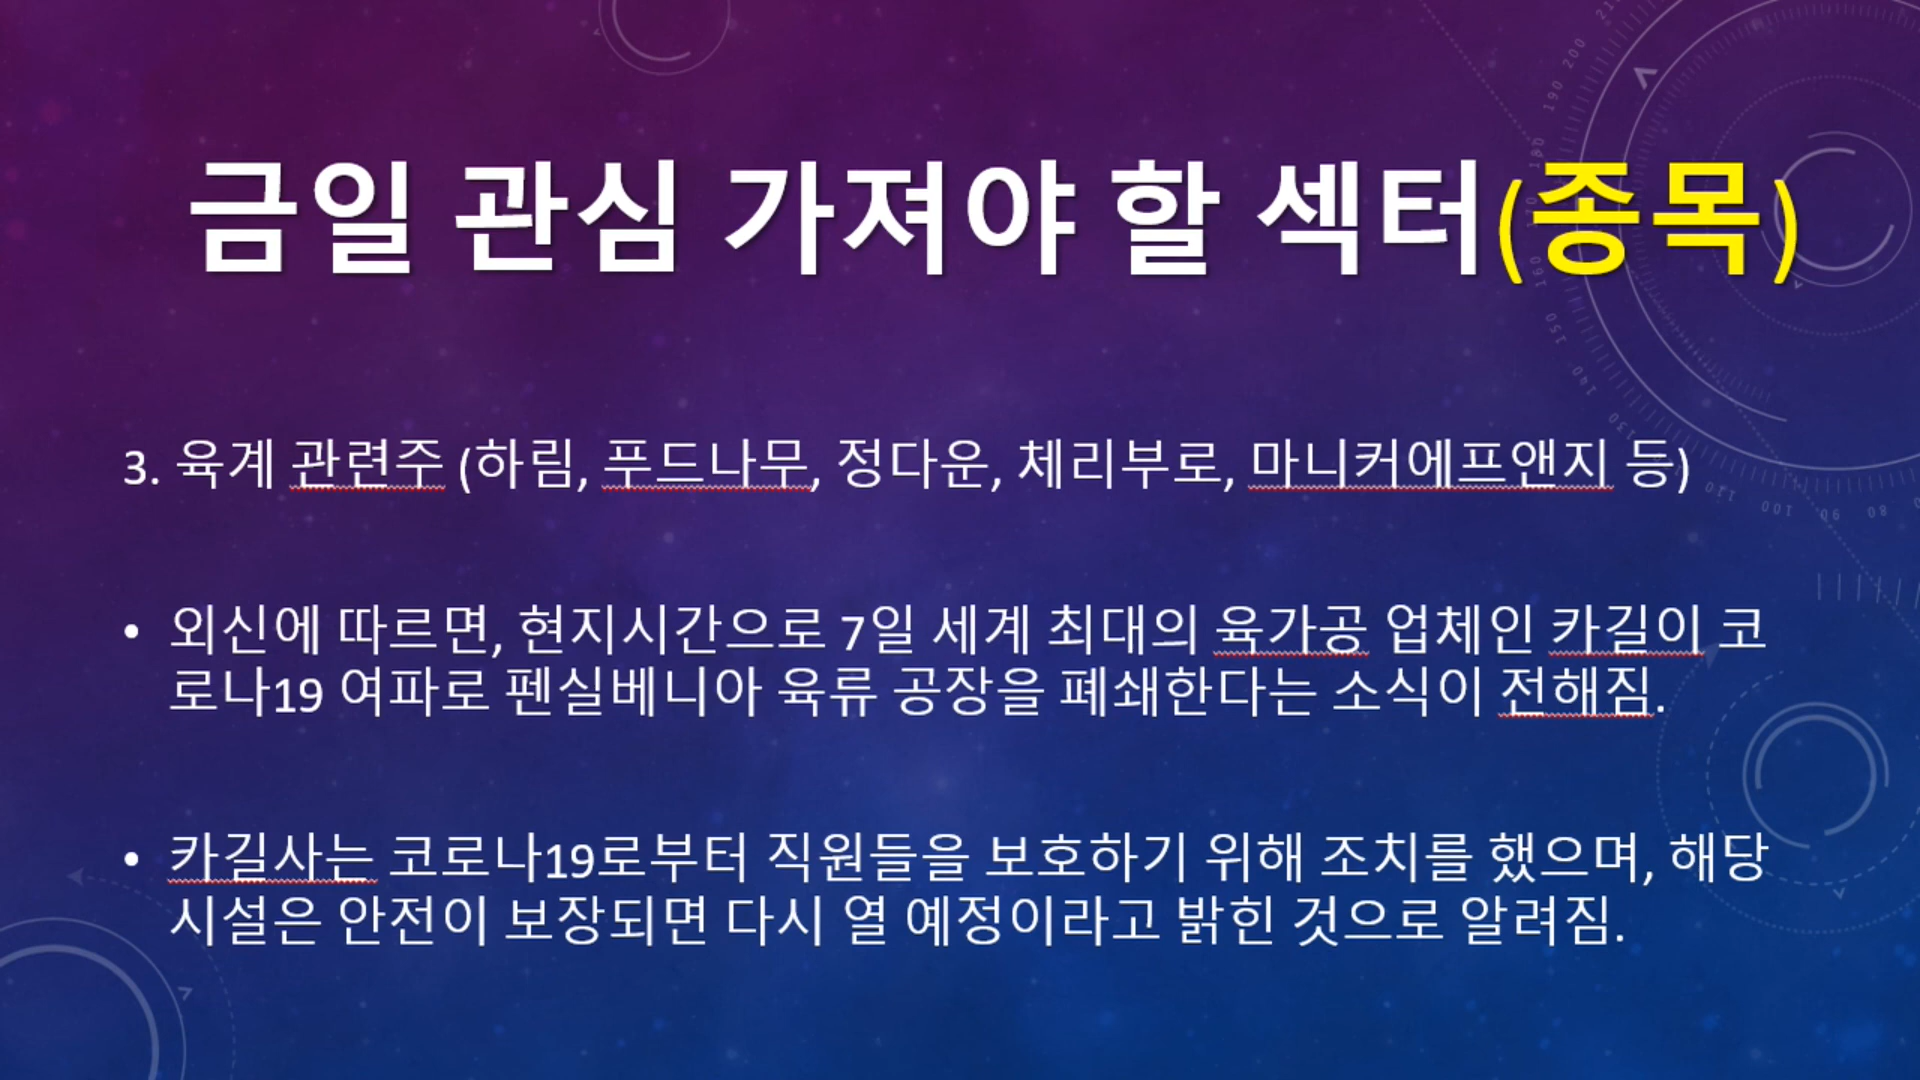 금일 관심 가져야 할 섹터(종목)
3. 육계 관련주 (하림, 푸드나무, 정다운, 체리부로, 마니커에프앤지 등)
• 외신에 따르면, 현지시간으로 7일 세계 최대의 육가공 업체인 카길이 코
로나19 여파로 펜실베니아 육류 공장을 폐쇄한다는 소식이 전해짐.
• 카길사는 코로나19로부터 직원들을 보호하기 위해 조치를 했으며, 해당
시설은 안전이 보장되면 다시 열 예정이라고 밝힌 것으로 알려짐.